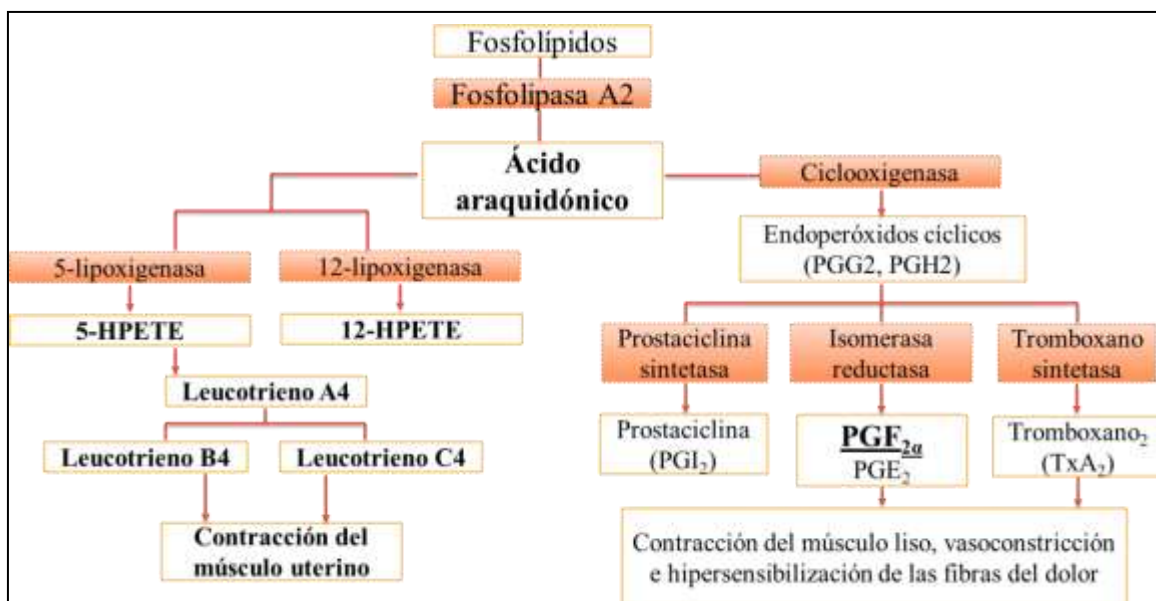 Fosfolípidos
Fosfolipasa A2
Ácido
araquidónico
Ciclooxigenasa
Endoperóxidos cíclicos
(PGG2, PGH2)
5-lipoxigenasa
12-lipoxigenasa
5-HPETE
12-HPETE
Leucotrieno A4
Leucotrieno B4
Leucotrieno C4
Contracción del
músculo uterino
Prostaciclina
sintetasa
Isomerasa
reductasa
Tromboxano
sintetasa
Prostaciclina
(PGI₂)
PGF₂α
PGE₂
Tromboxano₂
(TxA₂)
Contracción del músculo liso, vasoconstricción
e hipersensibilización de las fibras del dolor